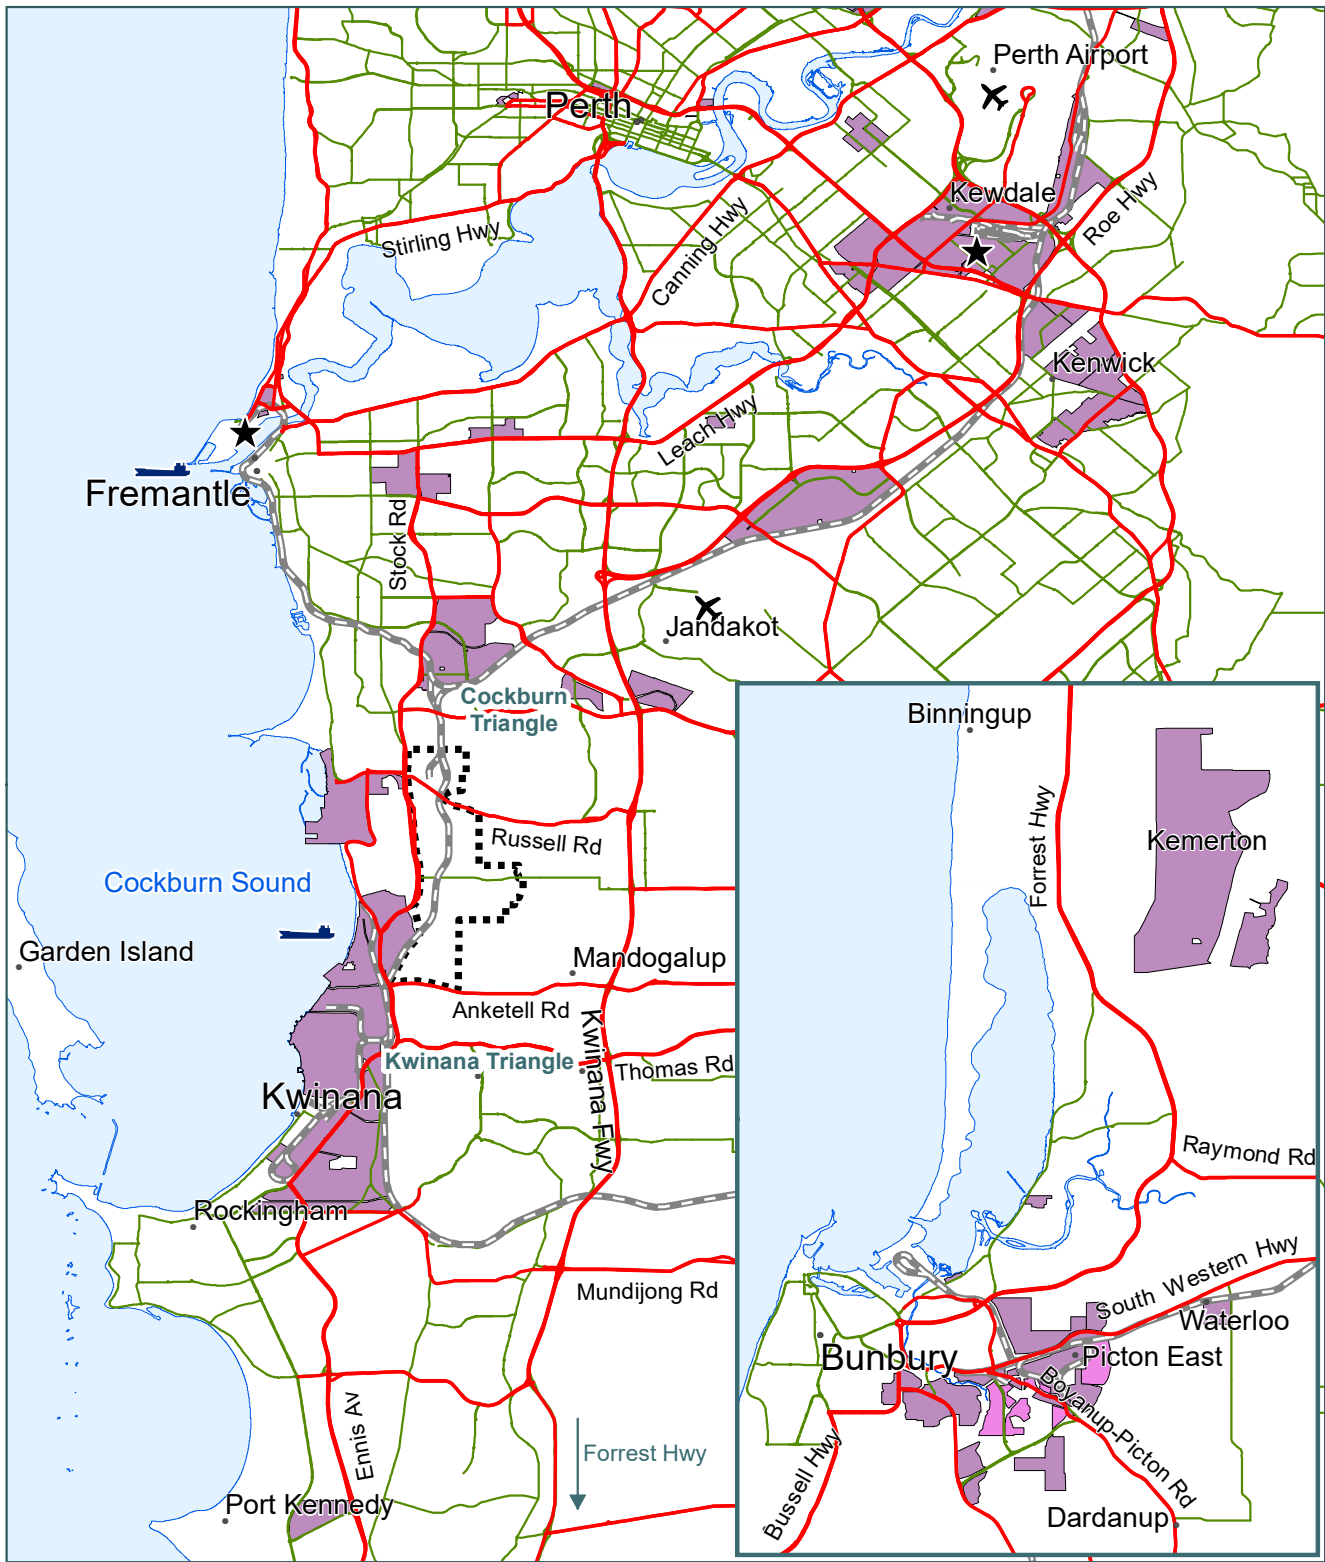 Perth Airport
Perth
Kewdale
Roe Hwy
Stirling Hwy
Canning Hwy
Kenwick
Leach Hwy
Fremantle
Stock Rd
Jandakot
Cockburn
Triangle
Russell Rd
Cockburn Sound
Garden Island
Mandogalup
Anketell Rd
Kwinana Fwy
Kwinana Triangle
Thomas Rd
Kwinana
Rockingham
Mundijong Rd
Ennis Av
Forrest Hwy
Port Kennedy
Binningup
Forrest Hwy
Kemerton
Raymond Rd
South Western Hwy
Waterloo
Picton East
Bunbury
Boyanup-Picton Rd
Bussell Hwy
Dardanup